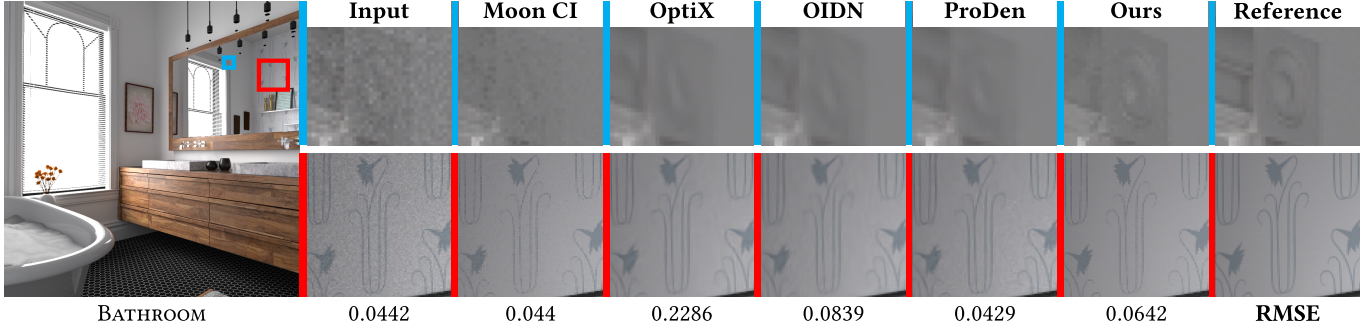 Input Moon CI OptiX OIDN ProDen Ours Reference
BATHROOM 0.0442 0.044 0.2286 0.0839 0.0429 0.0642 RMSE